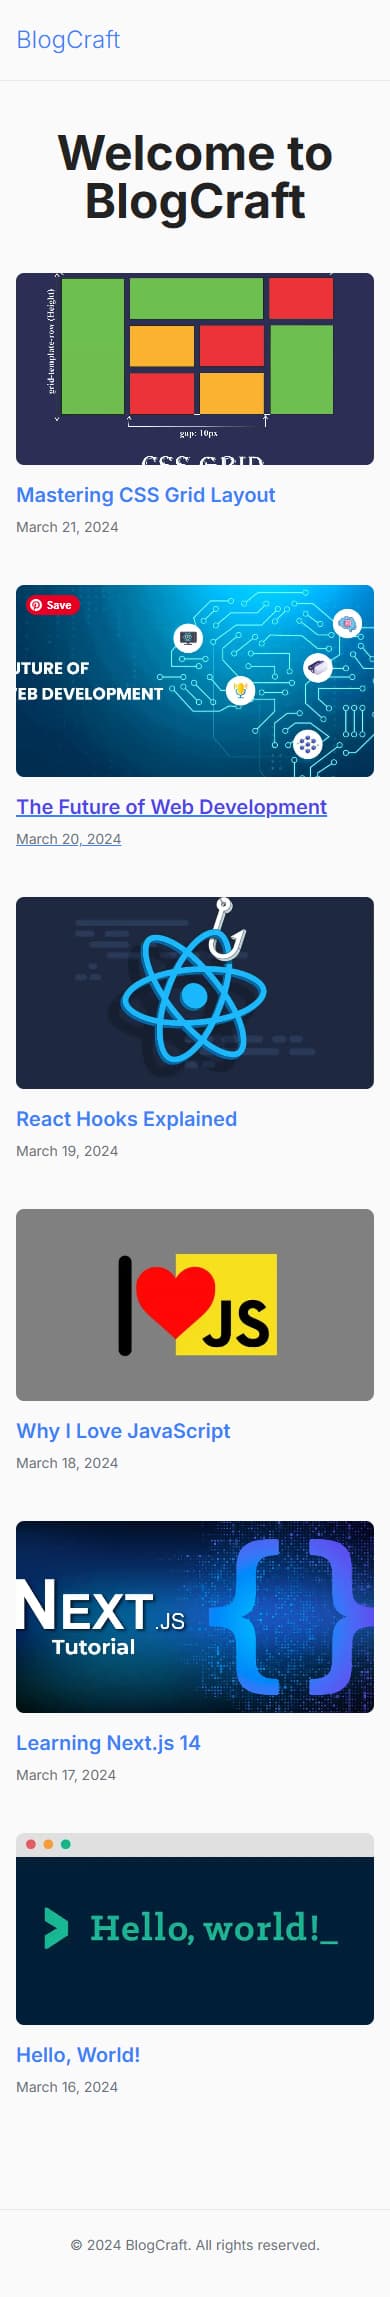 BlogCraft
Welcome to
BlogCraft
grid-template-row (Height)
gap: 10px
CSS GRID
Mastering CSS Grid Layout
March 21, 2024
Save
UTURE OF
EB DEVELOPMENT
The Future of Web Development
March 20, 2024
React Hooks Explained
March 19, 2024
I
JS
Why I Love JavaScript
March 18, 2024
NEXT.JS
Tutorial
Learning Next.js 14
March 17, 2024
> Hello, world!_
Hello, World!
March 16, 2024
© 2024 BlogCraft. All rights reserved.